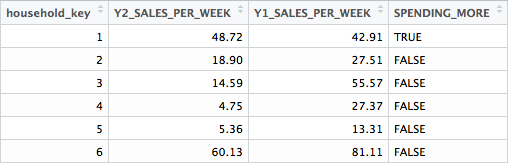 household_key Y2_SALES_PER_WEEK Y1_SALES_PER_WEEK SPENDING_MORE
1 48.72 42.91 TRUE
2 18.90 27.51 FALSE
3 14.59 55.57 FALSE
4 4.75 27.37 FALSE
5 5.36 13.31 FALSE
6 60.13 81.11 FALSE